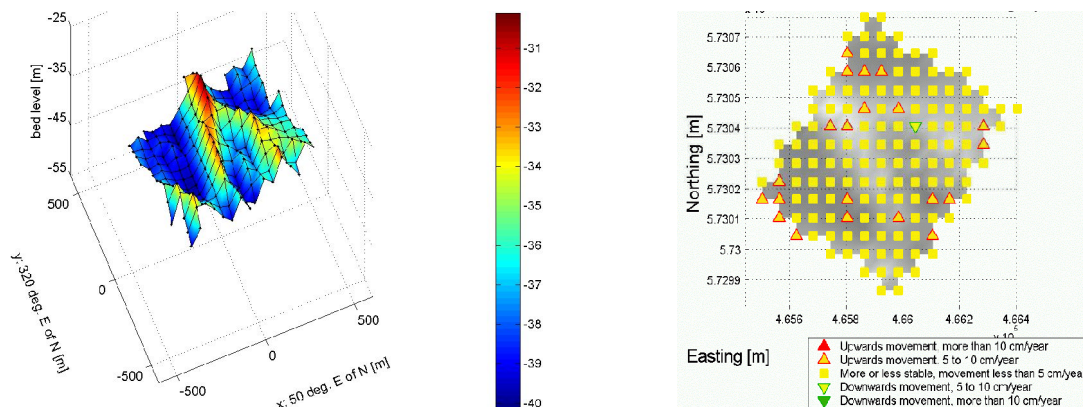 -25
-35
-45
-55
bed level [m]
500
0
-500
y: 320 deg. E of N [m]
-500
0
500
x: 50 deg. E of N [m]
-31
-32
-33
-34
-35
-36
-37
-38
-39
-40
5.7307
5.7306
5.7305
5.7304
5.7303
5.7302
5.7301
5.73
5.7299
Northing [m]
4.656 4.658 4.66 4.662 4.664
Easting [m]
Upwards movement, more than 10 cm/year
Upwards movement, 5 to 10 cm/year
More or less stable, movement less than 5 cm/year
Downwards movement, 5 to 10 cm/year
Downwards movement, more than 10 cm/year